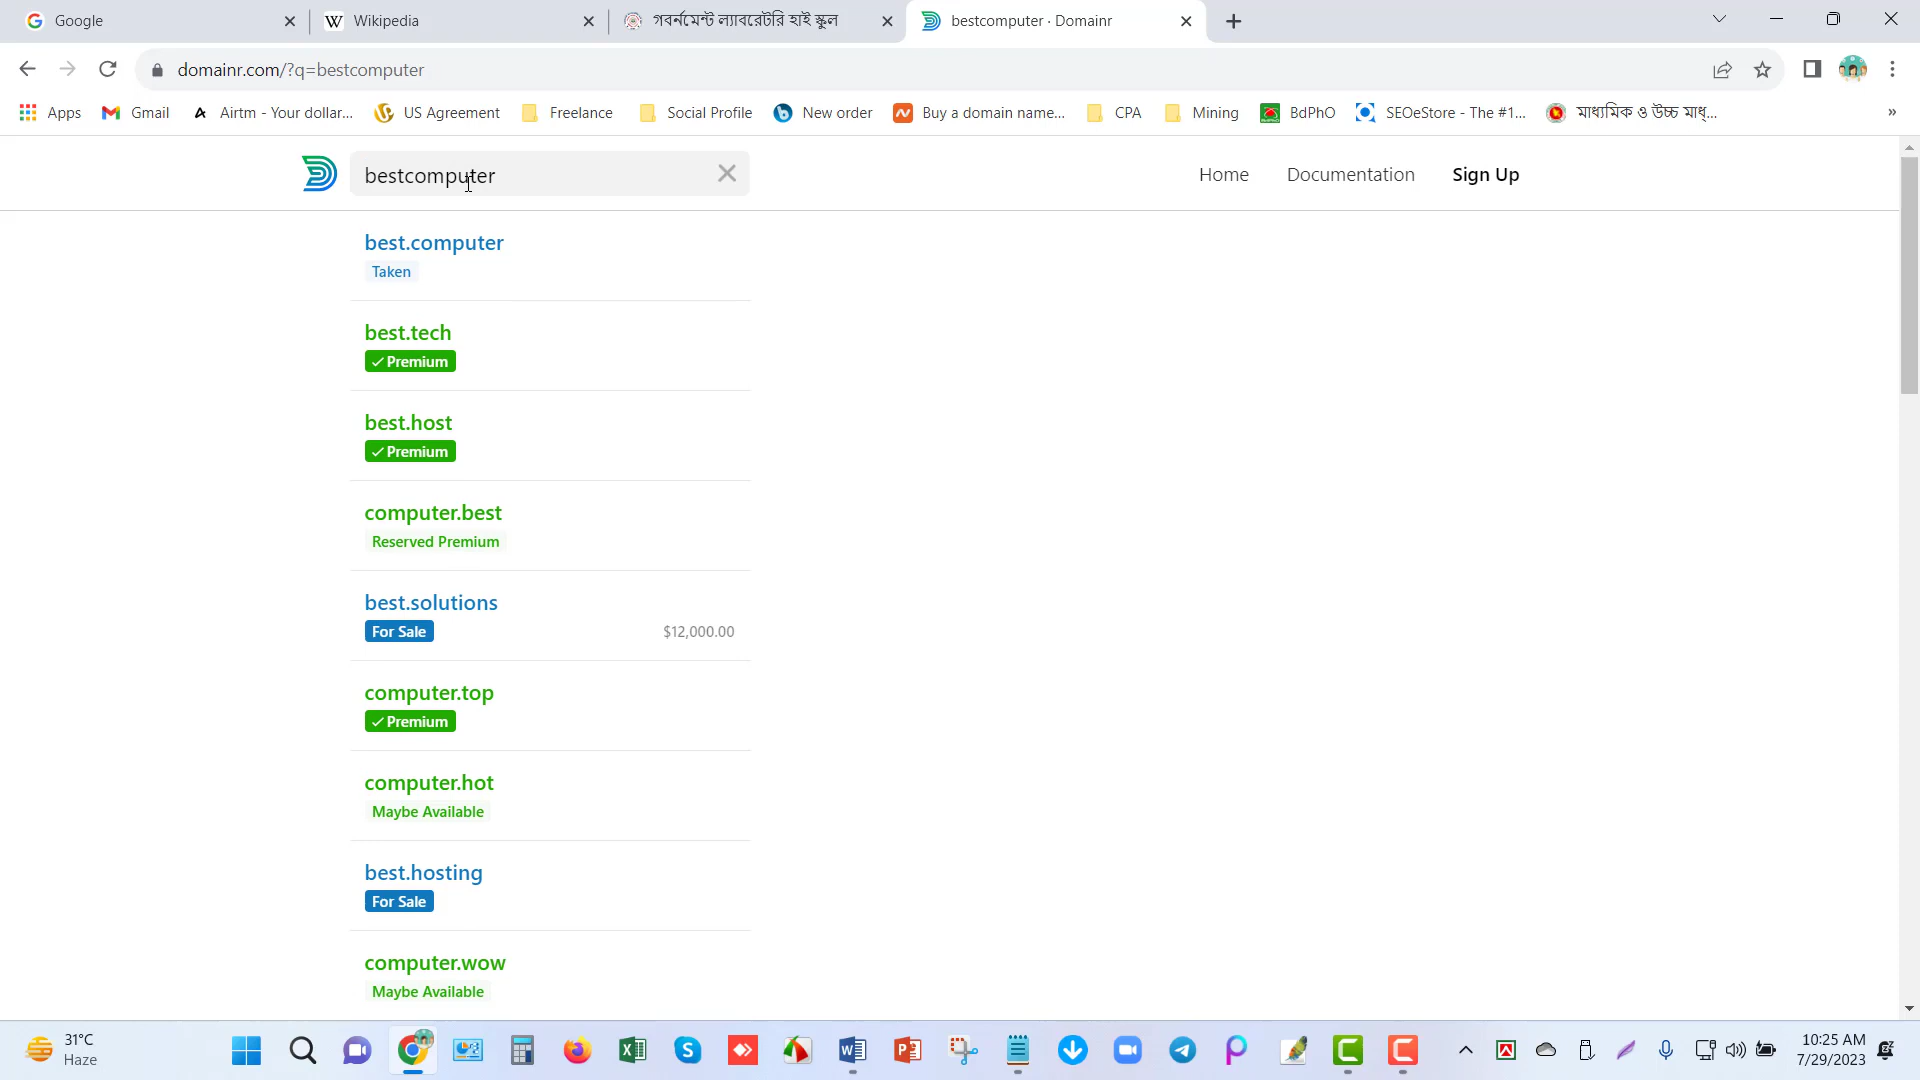 Google
Wikipedia
গবর্নমেন্ট ল্যাবরেটরি হাই স্কুল
bestcomputer · Domainr
domainr.com/?q=bestcomputer
Apps
Gmail
Airtm - Your dollar...
US Agreement
Freelance
Social Profile
New order
Buy a domain name...
CPA
Mining
BdPhO
SEOeStore - The #1...
মাধ্যমিক ও উচ্চ মাধ্...
bestcomputer
Home
Documentation
Sign Up
best.computer
Taken
best.tech
Premium
best.host
Premium
computer.best
Reserved Premium
best.solutions
For Sale
$12,000.00
computer.top
Premium
computer.hot
Maybe Available
best.hosting
For Sale
computer.wow
Maybe Available
31°C
Haze
10:25 AM
7/29/2023